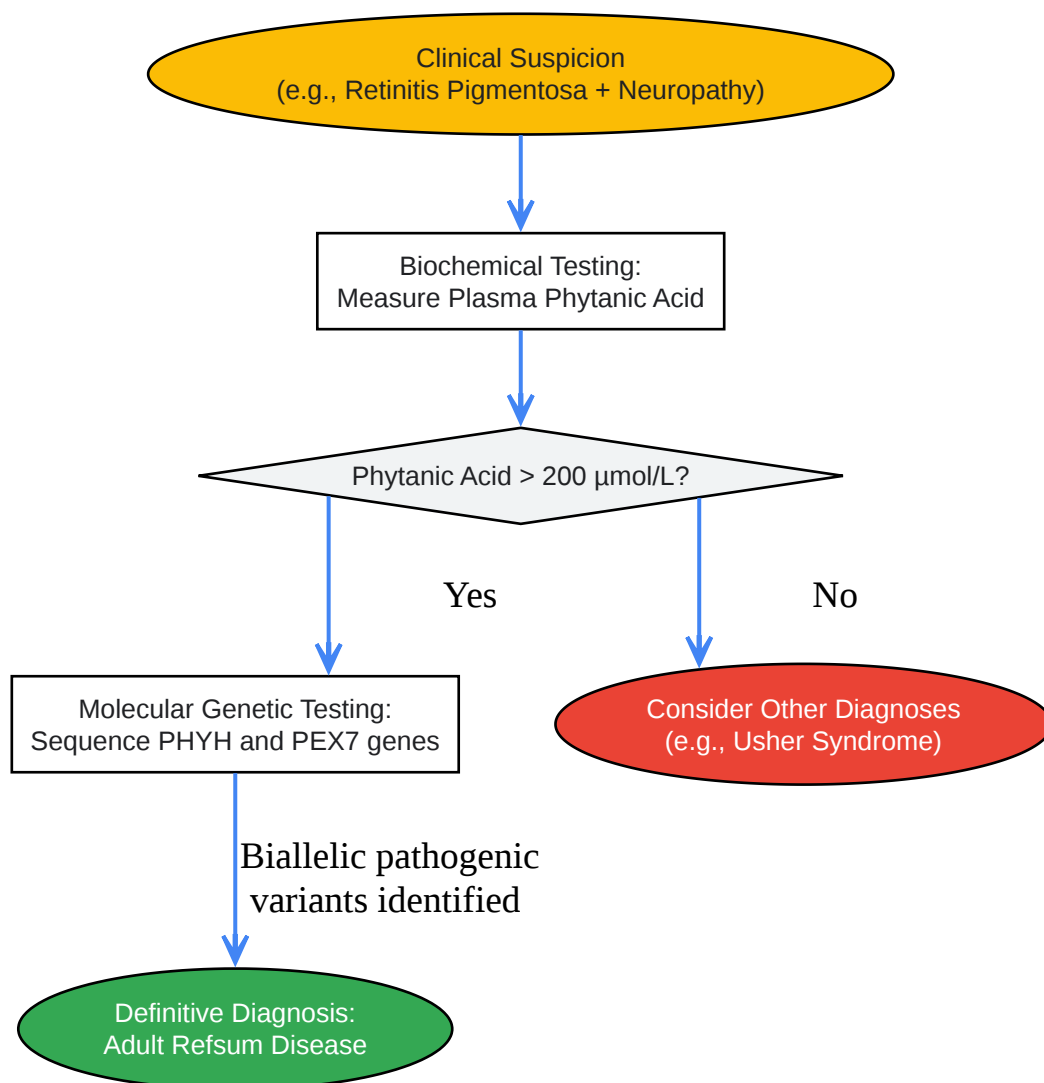 Clinical Suspicion
(e.g., Retinitis Pigmentosa + Neuropathy)
Biochemical Testing:
Measure Plasma Phytanic Acid
Phytanic Acid > 200 µmol/L?
Yes
No
Molecular Genetic Testing:
Sequence PHYH and PEX7 genes
Consider Other Diagnoses
(e.g., Usher Syndrome)
Biallelic pathogenic
variants identified
Definitive Diagnosis:
Adult Refsum Disease